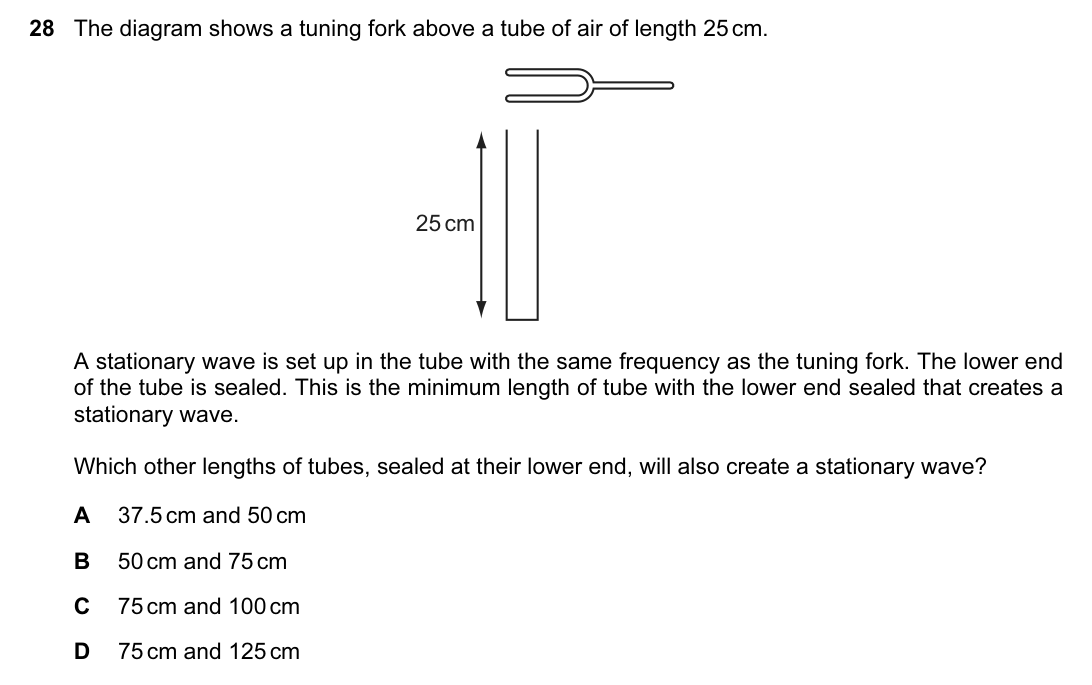 28 The diagram shows a tuning fork above a tube of air of length 25 cm.
25 cm
A stationary wave is set up in the tube with the same frequency as the tuning fork. The lower end
of the tube is sealed. This is the minimum length of tube with the lower end sealed that creates a
stationary wave.
Which other lengths of tubes, sealed at their lower end, will also create a stationary wave?
A 37.5 cm and 50 cm
B 50 cm and 75 cm
C 75 cm and 100 cm
D 75 cm and 125 cm